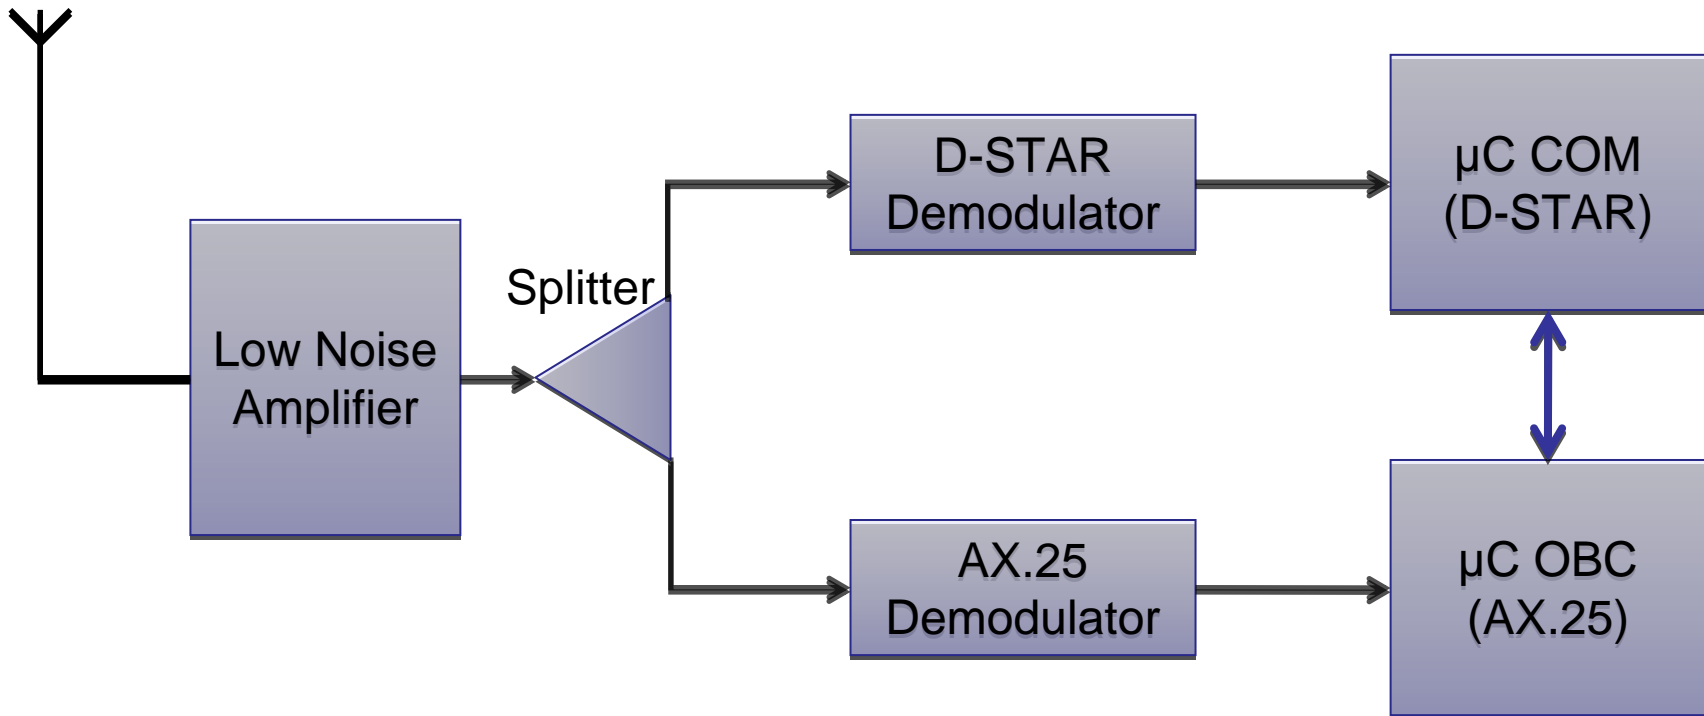 Splitter
Low Noise
Amplifier
D-STAR
Demodulator
µC COM
(D-STAR)
AX.25
Demodulator
µC OBC
(AX.25)